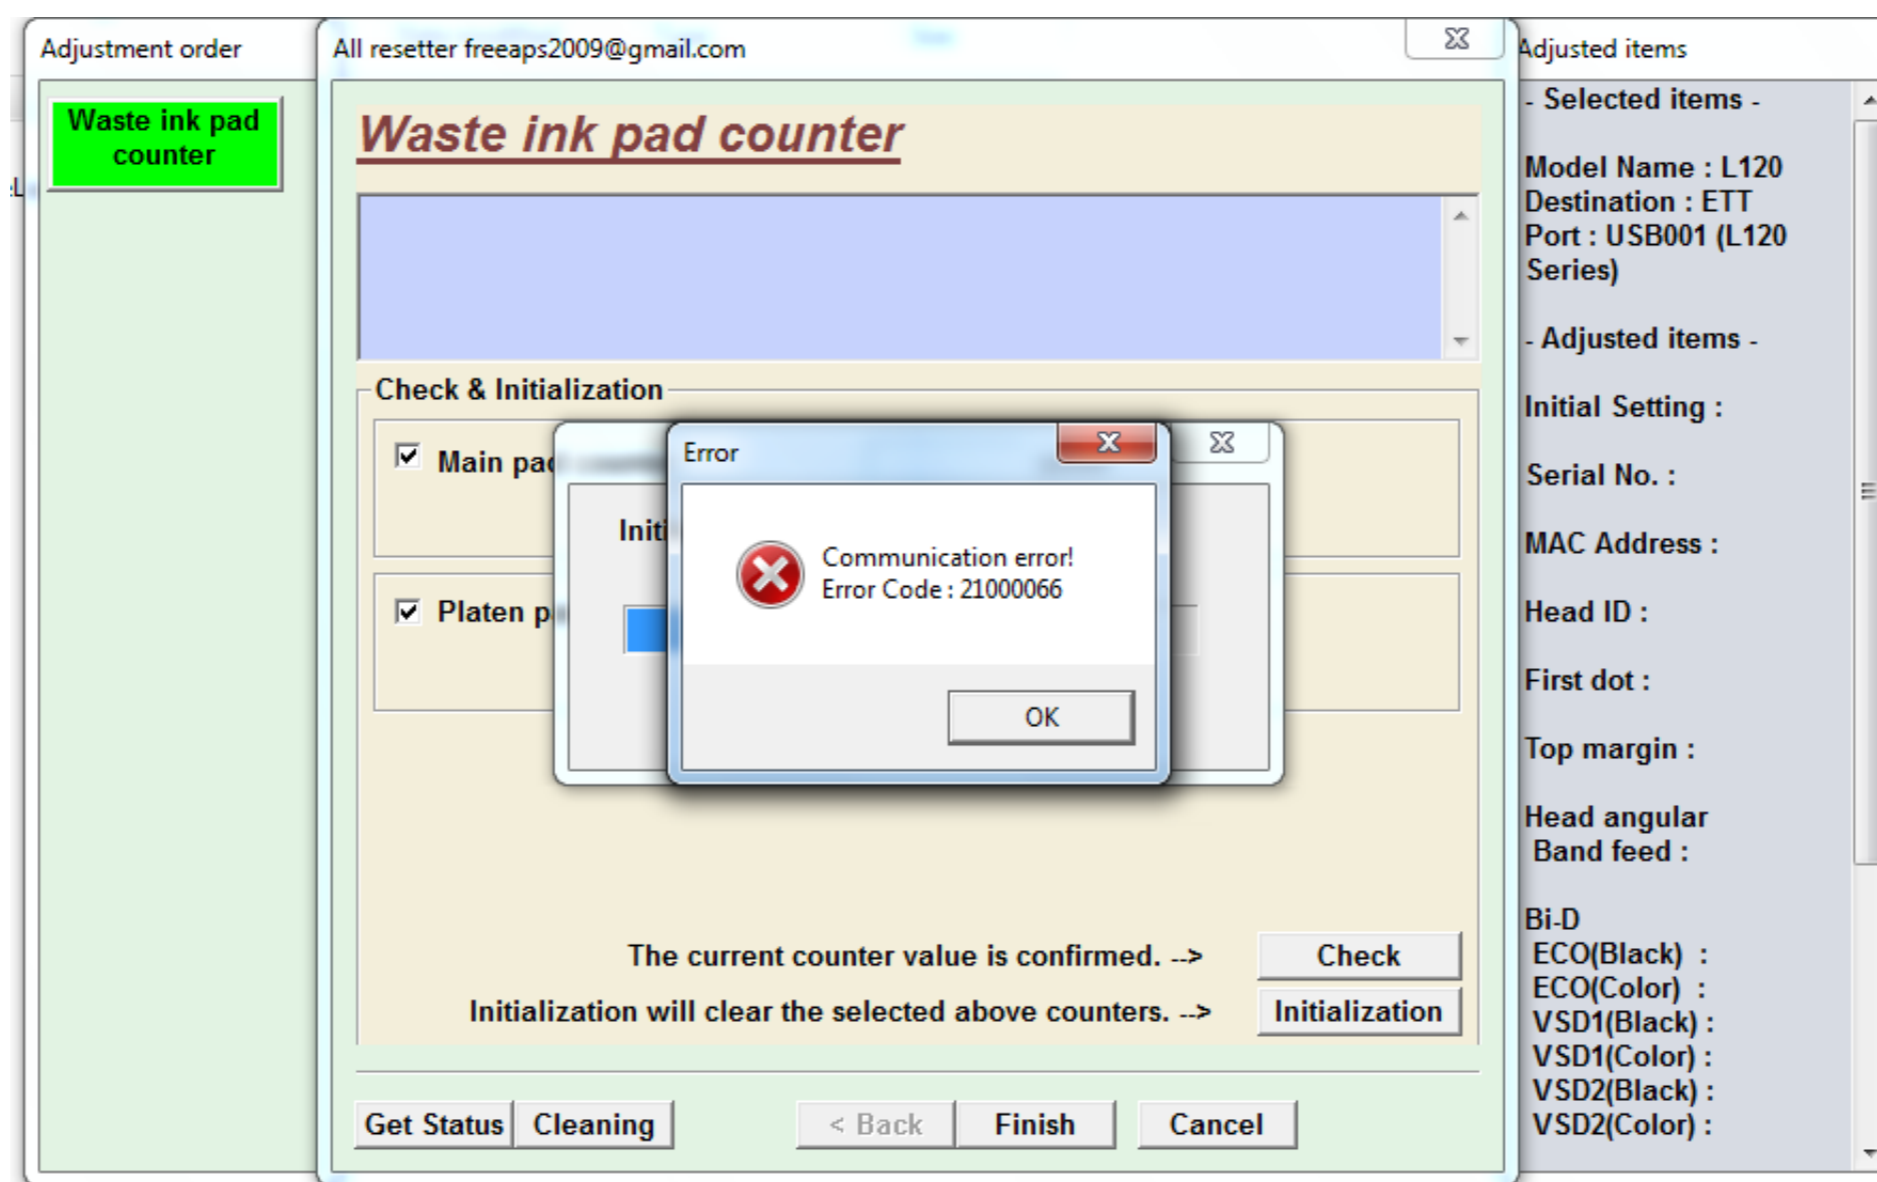 Adjustment order
Waste ink pad
counter
All resetter freeaps2009@gmail.com
Waste ink pad counter
Check & Initialization
Main pad
Platen
Error
Communication error!
Error Code : 21000066
OK
The current counter value is confirmed. -->
Check
Initialization will clear the selected above counters. -->
Initialization
Get Status
Cleaning
< Back
Finish
Cancel
Adjusted items
- Selected items -
Model Name : L120
Destination : ETT
Port : USB001 (L120
Series)
- Adjusted items -
Initial Setting :
Serial No. :
MAC Address :
Head ID :
First dot :
Top margin :
Head angular
Band feed :
Bi-D
ECO(Black) :
ECO(Color) :
VSD1(Black) :
VSD1(Color) :
VSD2(Black) :
VSD2(Color) :